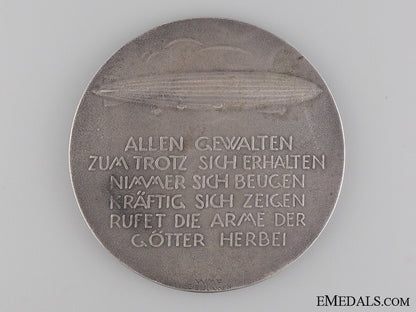 ALLEN GEWALTEN
ZUM TROTZ SICH ERHALTEN
NIMMER SICH BEUGEN
KRÄFTIG SICH ZEIGEN
RUFET DIE ARME DER
GÖTTER HERBEI
EMEDALS.COM